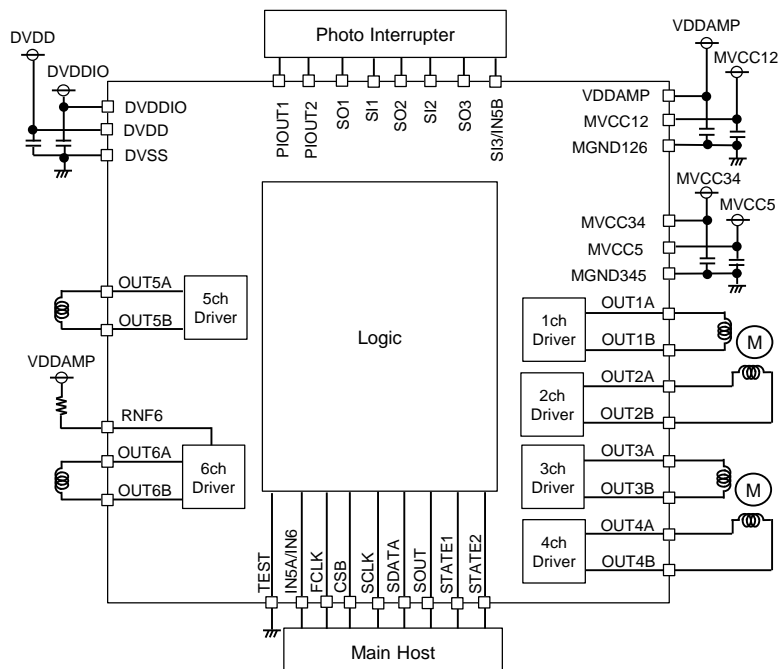 Photo Interrupter
DVDD
DVDDIO
VDDAMP
MVCC12
DVDDIO
DVDD
DVSS
PIOUT1
PIOUT2
SO1
SI1
SO2
SI2
SO3
SI3/IN5B
VDDAMP
MVCC12
MGND126
MVCC34
MVCC5
MVCC34
MVCC5
MGND345
OUT5A
OUT5B
5ch
Driver
VDDAMP
RNF6
OUT6A
OUT6B
6ch
Driver
Logic
1ch
Driver
OUT1A
OUT1B
M
2ch
Driver
OUT2A
OUT2B
3ch
Driver
OUT3A
OUT3B
M
4ch
Driver
OUT4A
OUT4B
TEST
IN5A/IN6
FCLK
CSB
SCLK
SDATA
SOUT
STATE1
STATE2
Main Host